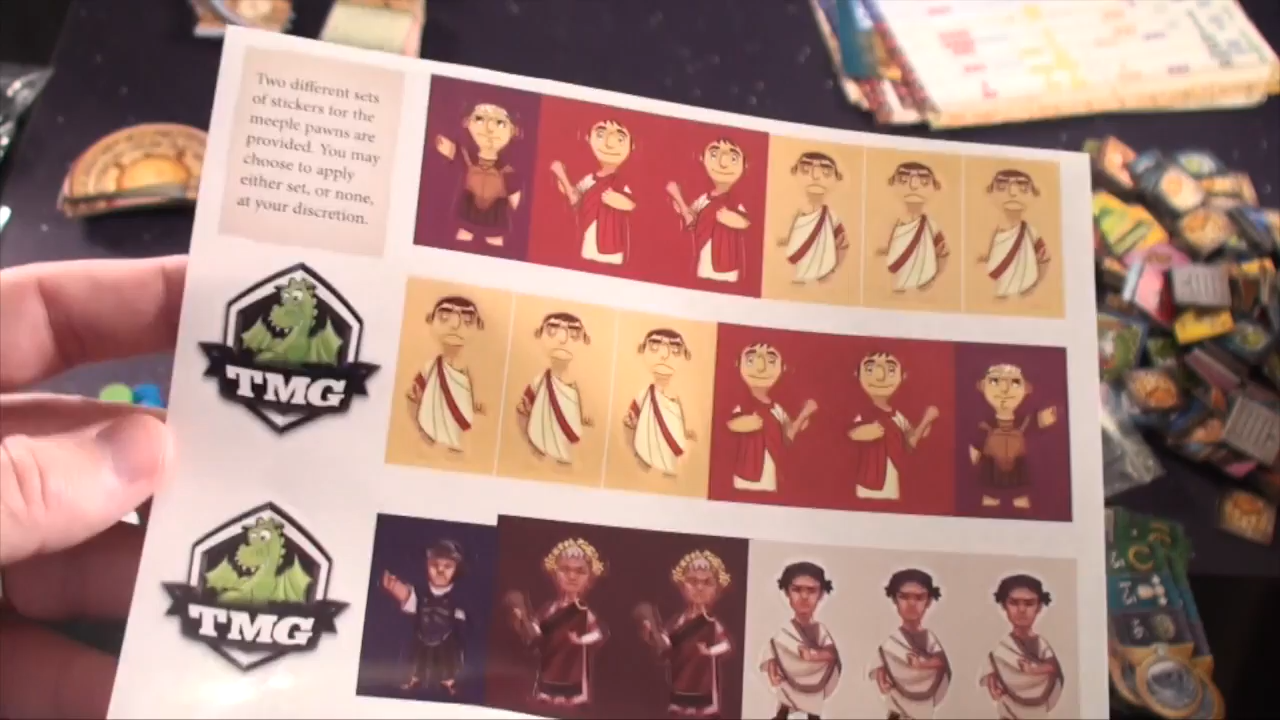 Two different sets
of stickers for the
meeple pawns are
provided. You may
choose to apply
either set, or none,
at your discretion.
TMG
TMG